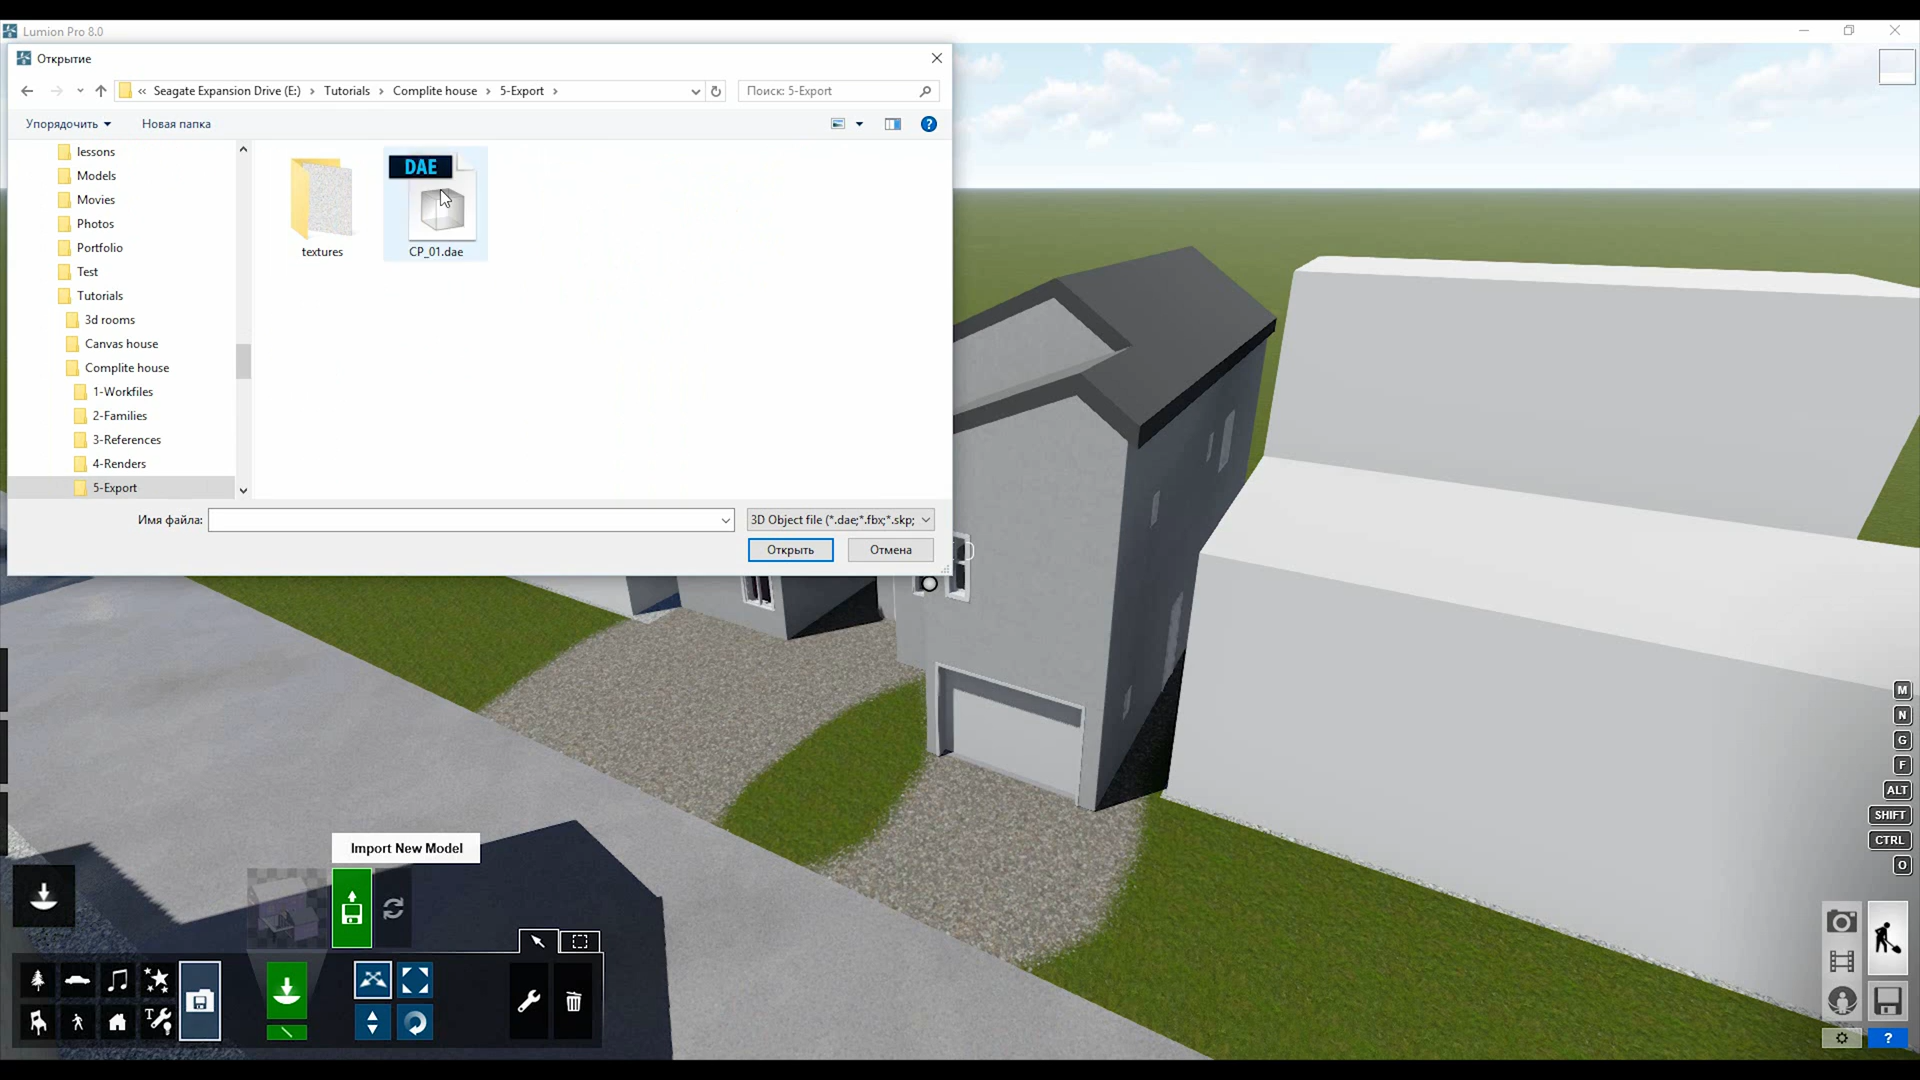 Lumion Pro 8.0
Открытие
« Seagate Expansion Drive (E:) › Tutorials › Complite house › 5-Export ›
Поиск: 5-Export
Упорядочить
Новая папка
?
lessons
Models
Movies
Photos
Portfolio
Test
Tutorials
3d rooms
Canvas house
Complite house
1-Workfiles
2-Families
3-References
4-Renders
5-Export
textures
DAE
CP_01.dae
Имя файла:
3D Object file (*.dae;*.fbx;*.skp;
Открыть
Отмена
M
N
G
F
ALT
SHIFT
CTRL
O
Import New Model
?